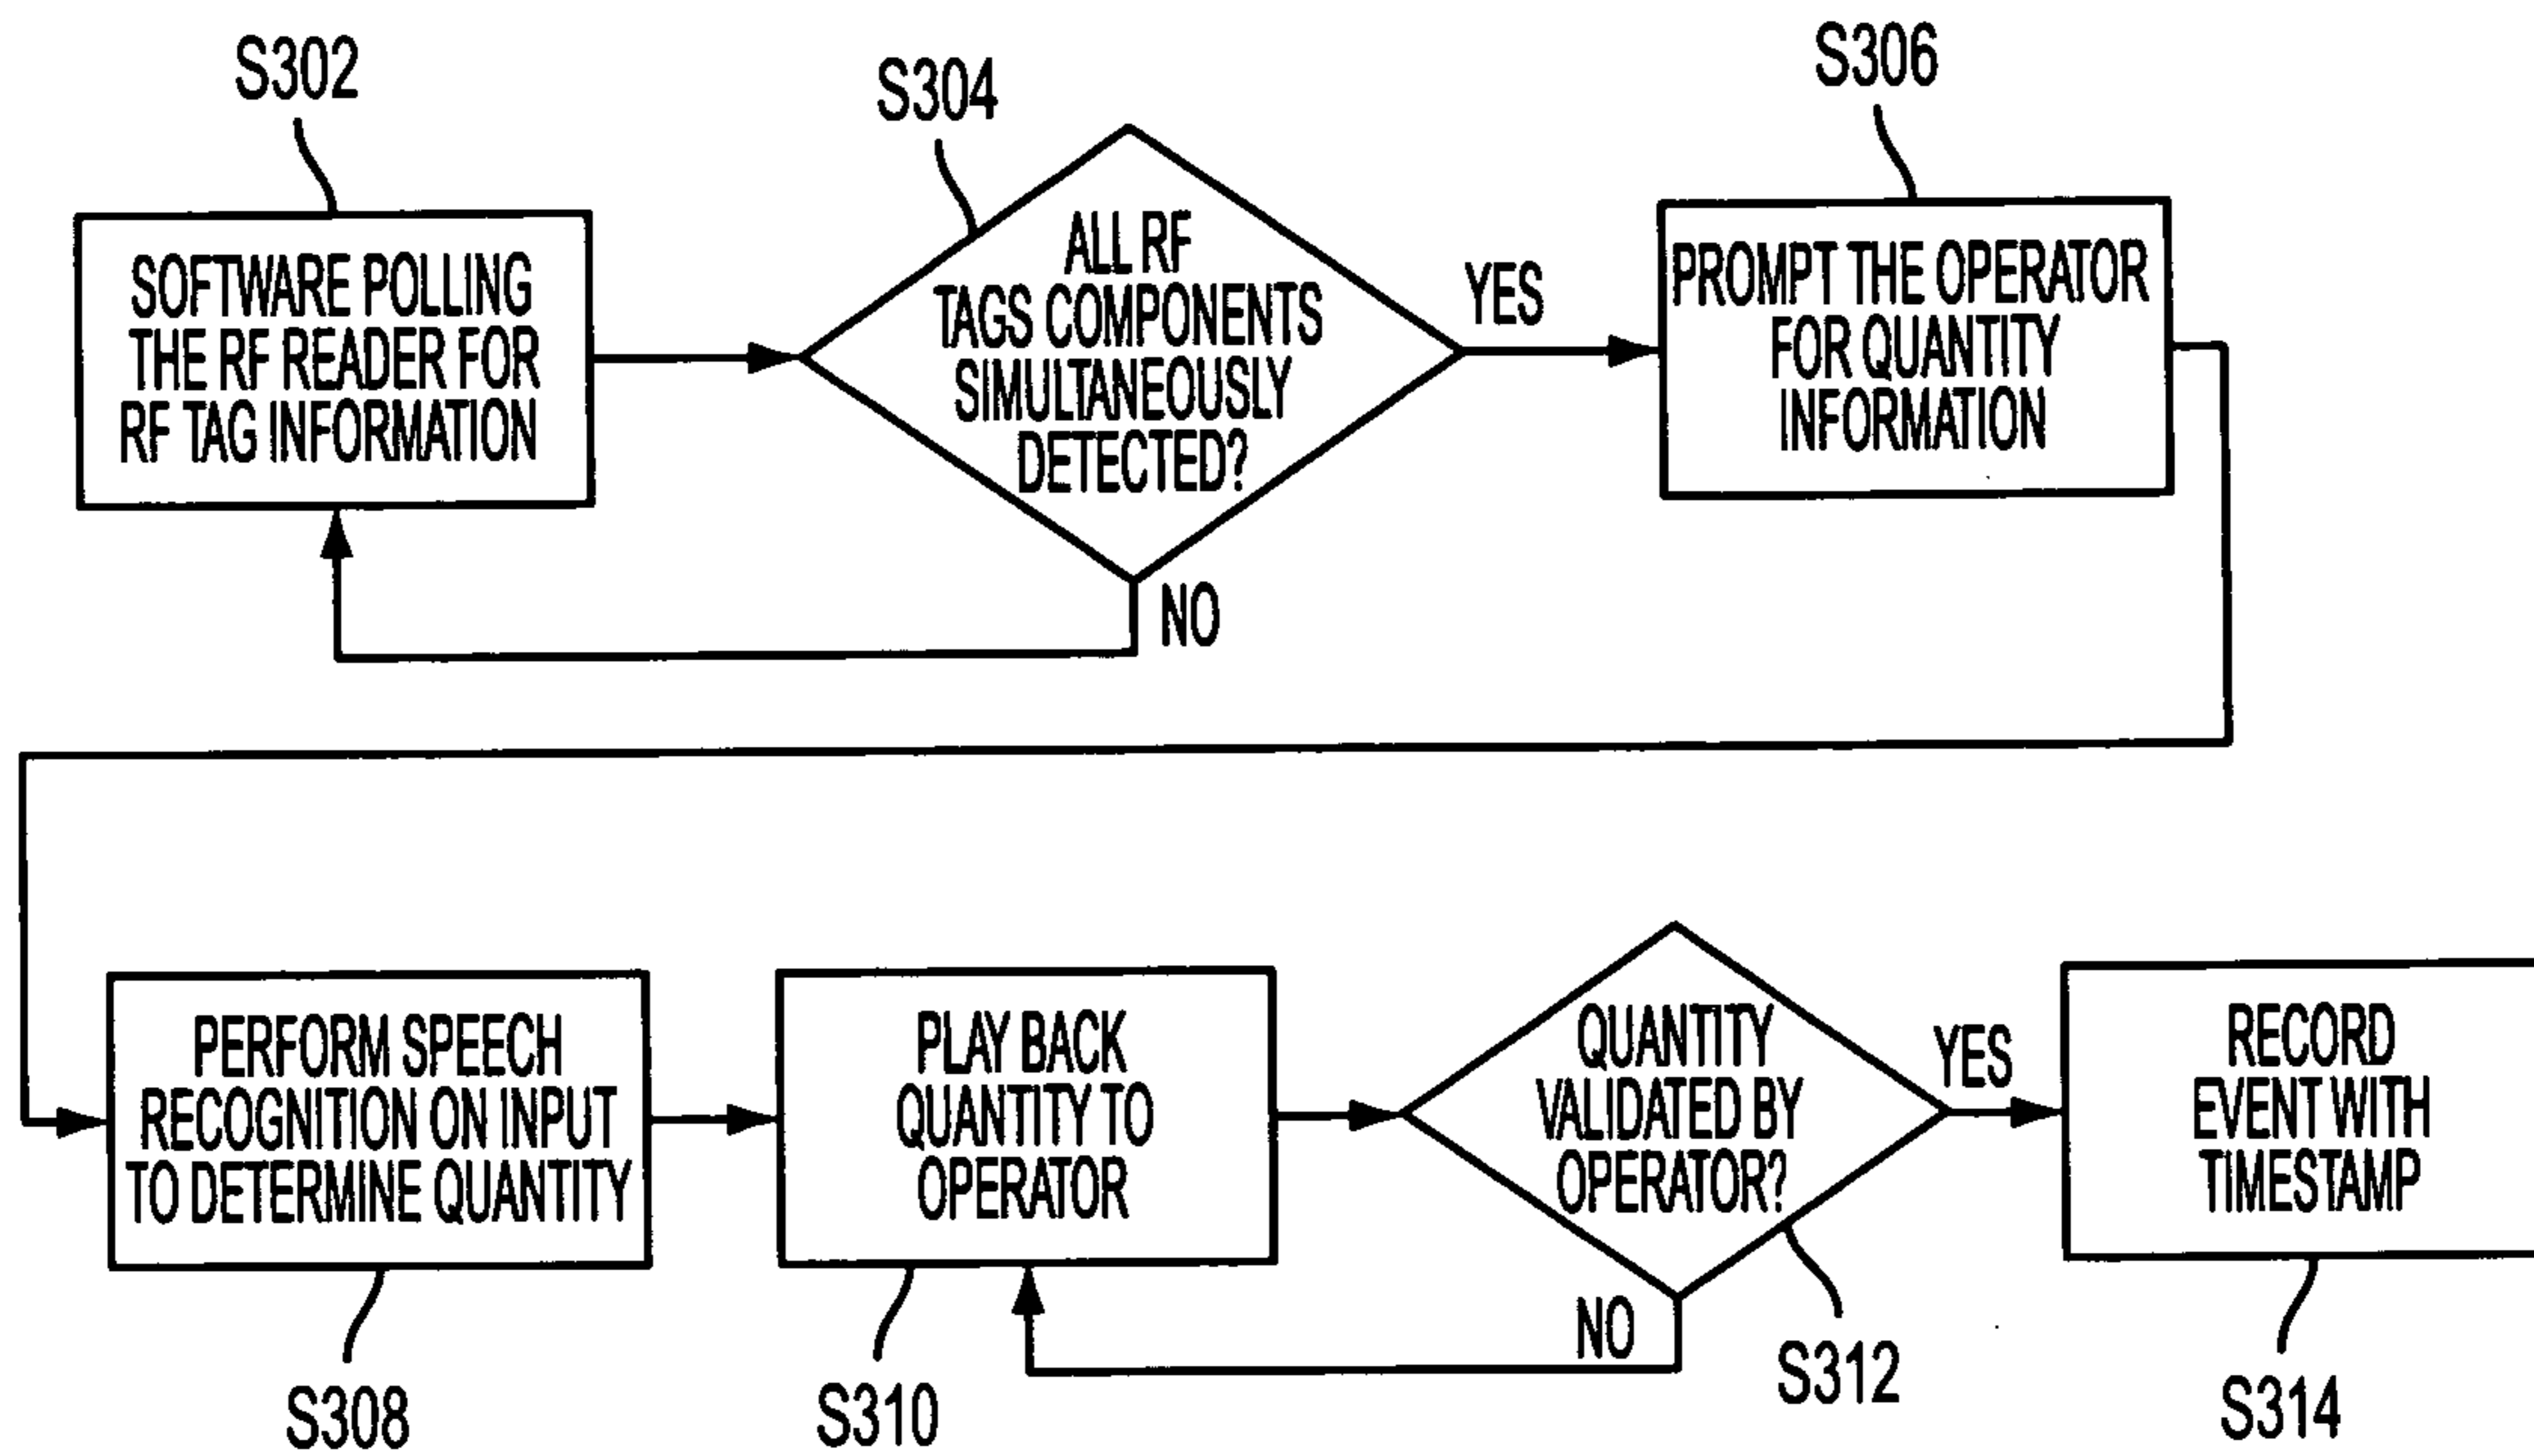 S302
S304
S306
SOFTWARE POLLING
THE RF READER FOR
RF TAG INFORMATION
ALL RF
TAGS COMPONENTS
SIMULTANEOUSLY
DETECTED?
YES
NO
PROMPT THE OPERATOR
FOR QUANTITY
INFORMATION
PERFORM SPEECH
RECOGNITION ON INPUT
TO DETERMINE QUANTITY
PLAY BACK
QUANTITY TO
OPERATOR
QUANTITY
VALIDATED BY
OPERATOR?
YES
NO
RECORD
EVENT WITH
TIMESTAMP
S308
S310
S312
S314